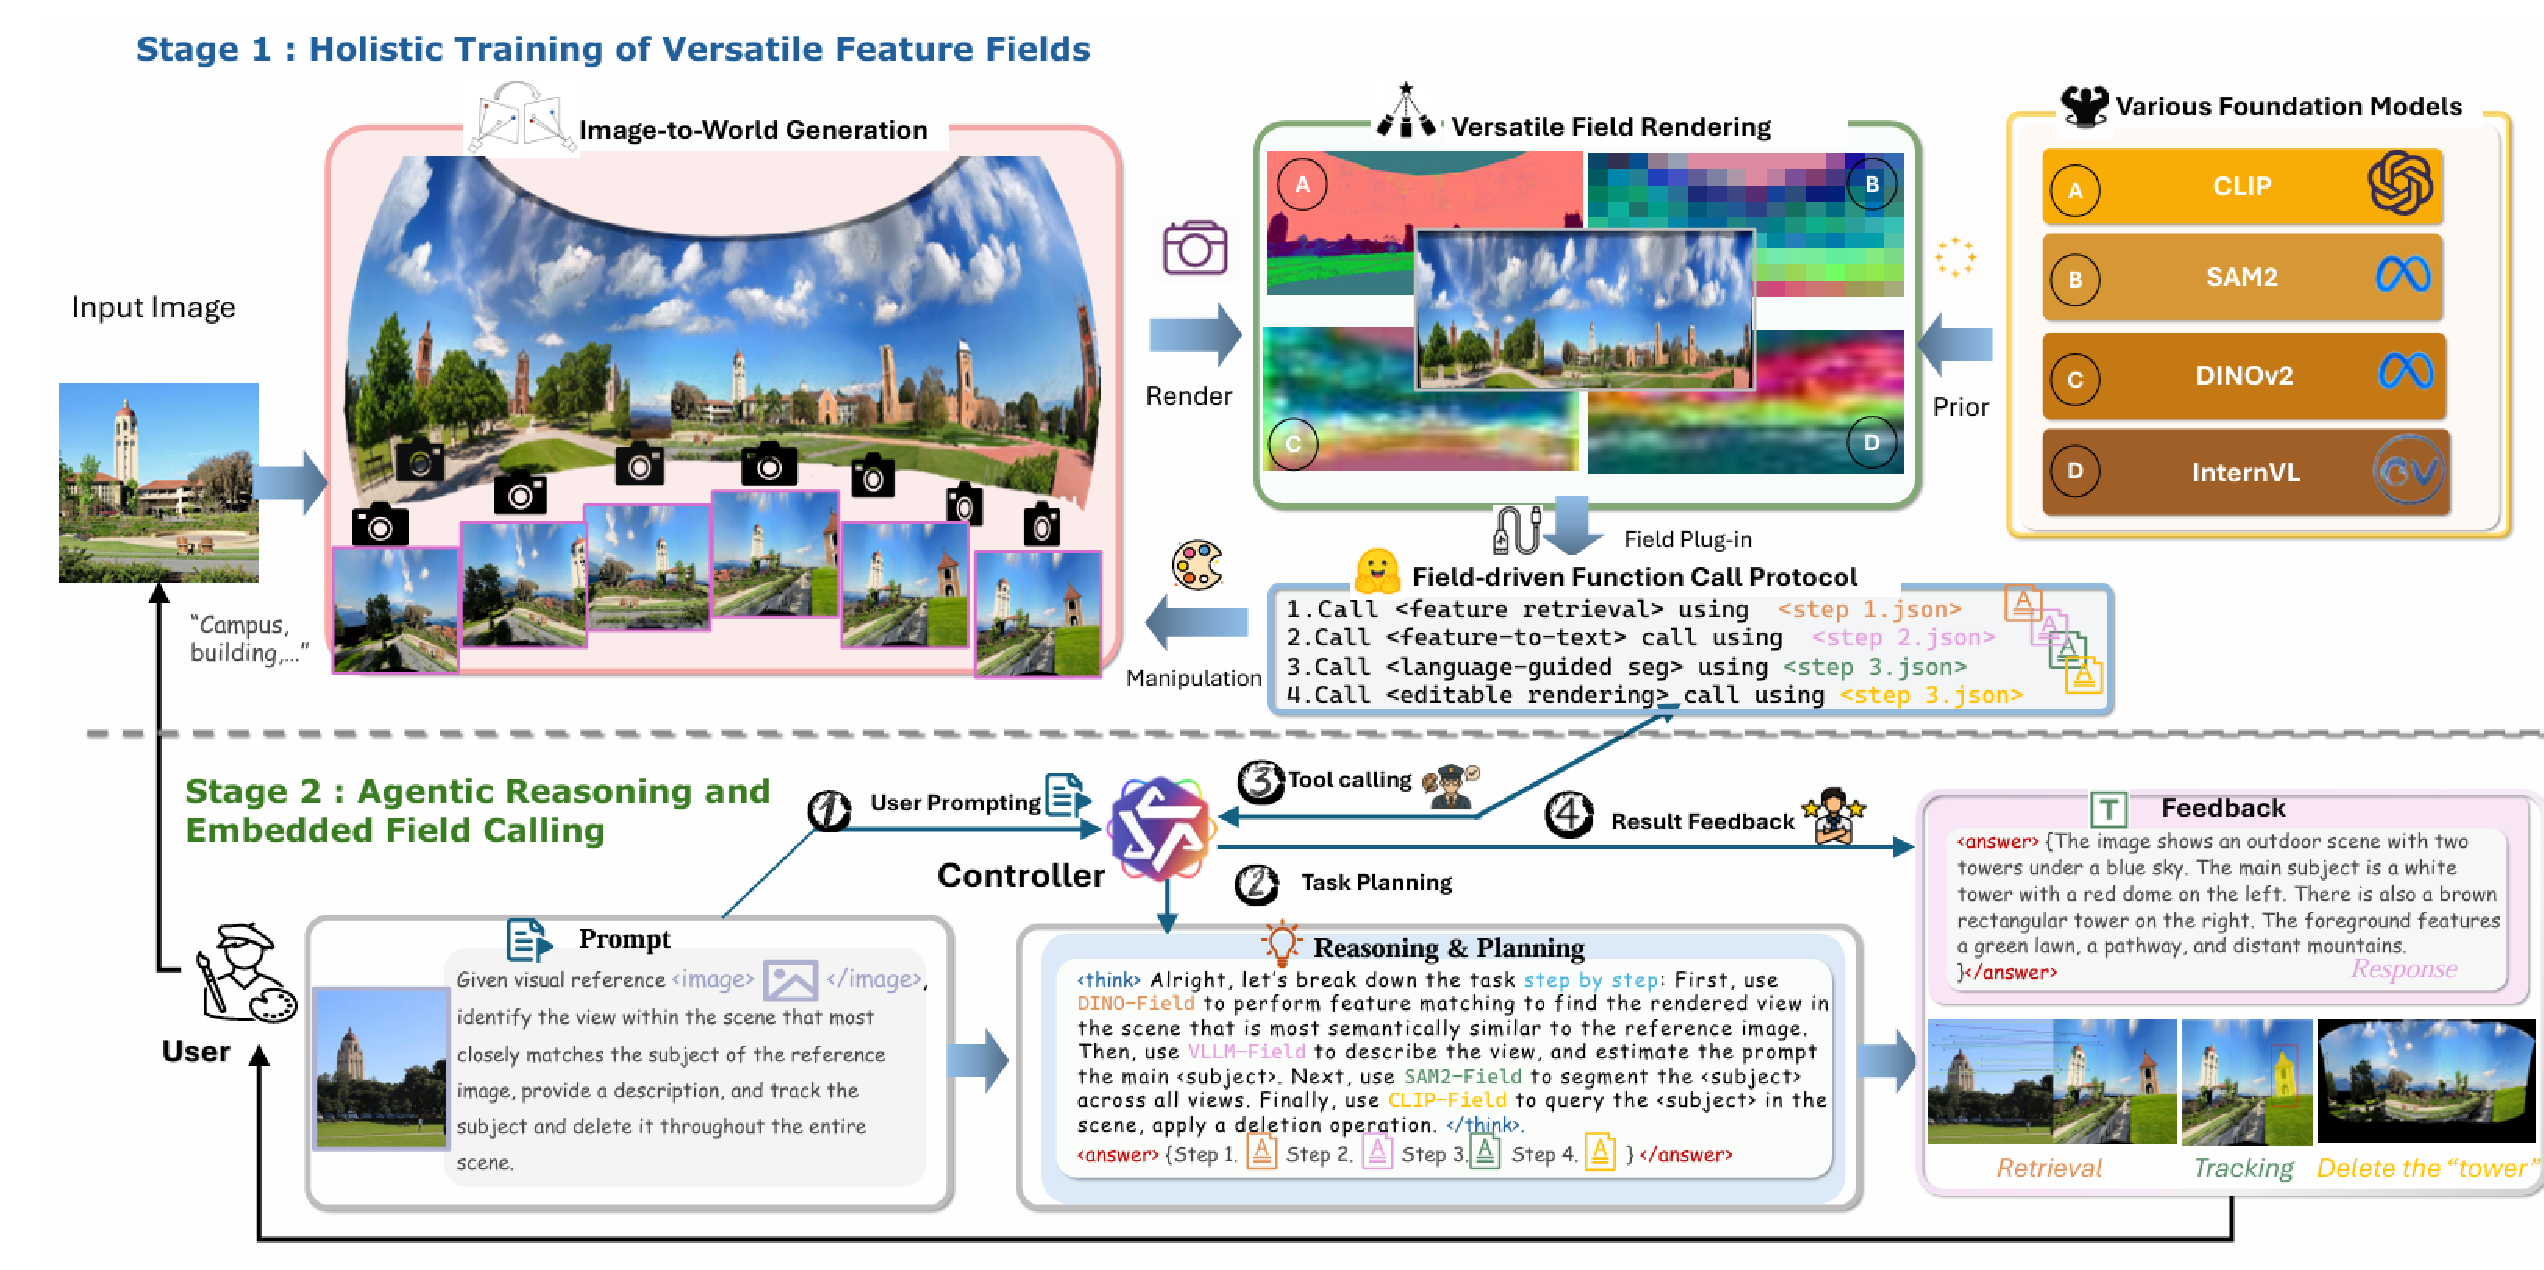 Stage 1 : Holistic Training of Versatile Feature Fields
Image-to-World Generation
Versatile Field Rendering
Various Foundation Models
A
B
C
D
A
CLIP
B
SAM2
C
DINOv2
D
InternVL
Input Image
Render
Prior
"Campus,
building,..."
Field Plug-in
Manipulation
Field-driven Function Call Protocol
1.Call <feature retrieval> using <step 1.json>
2.Call <feature-to-text> call using <step 2.json>
3.Call <language-guided seg> using <step 3.json>
4.Call <editable rendering> call using <step 3.json>
A
A
A
A
Stage 2 : Agentic Reasoning and
Embedded Field Calling
1
User Prompting
Controller
3
Tool calling
4
Result Feedback
2
Task Planning
User
Prompt
Given visual reference <image> </image>,
identify the view within the scene that most
closely matches the subject of the reference
image, provide a description, and track the
subject and delete it throughout the entire
scene.
Reasoning & Planning
<think> Alright, let's break down the task step by step: First, use
DINO-Field to perform feature matching to find the rendered view in
the scene that is most semantically similar to the reference image.
Then, use VLLM-Field to describe the view, and estimate the prompt
the main <subject>. Next, use SAM2-Field to segment the <subject>
across all views. Finally, use CLIP-Field to query the <subject> in the
scene, apply a deletion operation. </think>.
<answer> {Step 1. A Step 2. A Step 3. A Step 4. A } </answer>
T Feedback
<answer> {The image shows an outdoor scene with two
towers under a blue sky. The main subject is a white
tower with a red dome on the left. There is also a brown
rectangular tower on the right. The foreground features
a green lawn, a pathway, and distant mountains.
}</answer>
Response
Retrieval
Tracking
Delete the "tower"